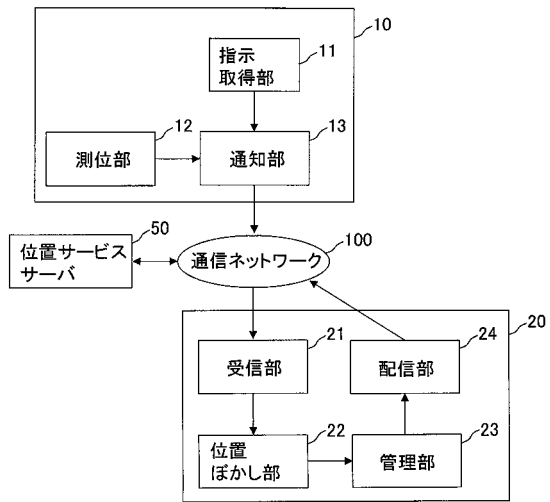 10
指示
取得部
11
12
測位部
13
通知部
50
位置サービス
サーバ
100
通信ネットワーク
20
21
受信部
24
配信部
22
位置
ぼかし部
23
管理部